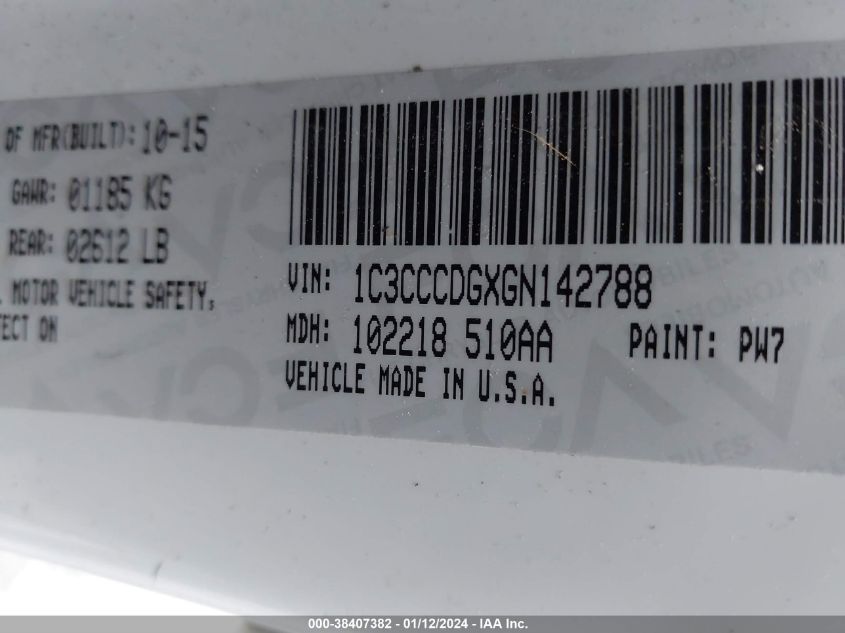 OF MFR(BUILT): 10-15
GAWR: 01185 KG
REAR: 02612 LB
MOTOR VEHICLE SAFETY,
ON
VIN: 1C3CCCDGXGN142788
MDH: 102218 510AA PAINT: PW7
VEHICLE MADE IN U.S.A.
000-38407382 - 01/12/2024 - IAA Inc.